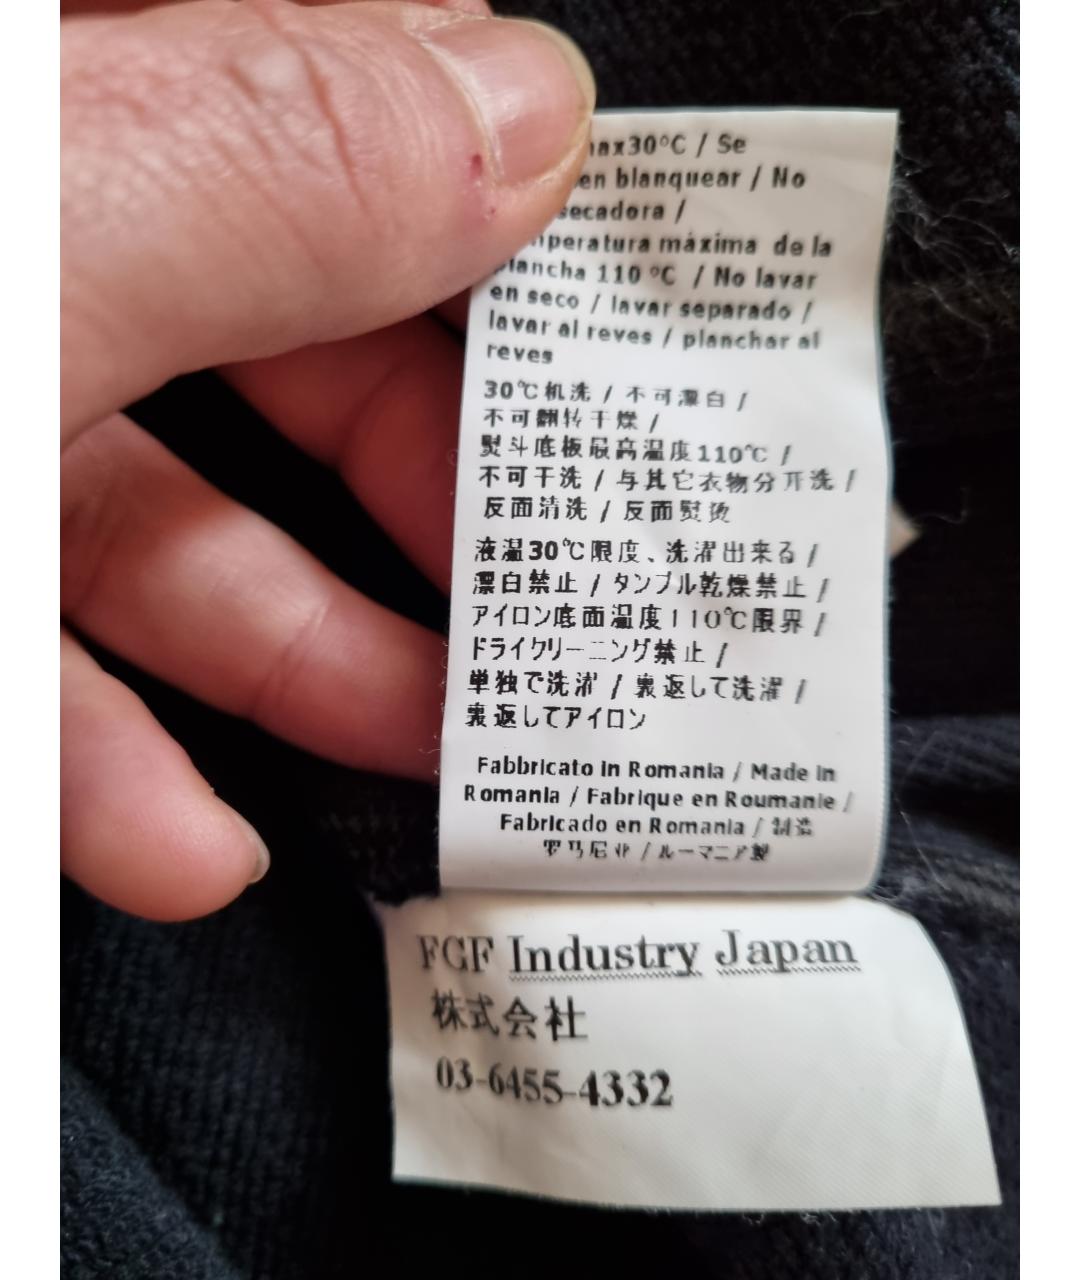 max30°C / Se
en blanquear / No
secadora /
máxima de la
plancha 110 °C / No lavar
en seco / lavar separado /
lavar al reves / planchar al
reves
30℃机洗 / 不可漂白 /
不可翻转干燥 /
熨斗底板最高温度110℃ /
不可干洗 / 与其它衣物分开洗 /
反面清洗 / 反面熨烫
液温30℃限度、洗濯出来る /
漂白禁止 / タンブル乾燥禁止 /
アイロン底面温度110℃限界 /
ドライクリーニング禁止 /
単独で洗濯 / 裏返して洗濯 /
裏返してアイロン
Fabbricato in Romania / Made in
Romania / Fabrique en Roumanie /
Fabricado en Romania / 制造
罗马尼亚 / ルーマニア製
FGF Industry Japan
株式会社
03-6455-4332